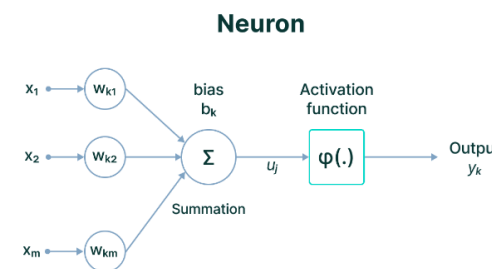 Neuron
x1
wk1
bias
bk
Activation
function
x2
wk2
Σ
uj
φ(.)
Outpu
yk
Summation
xm
wkm